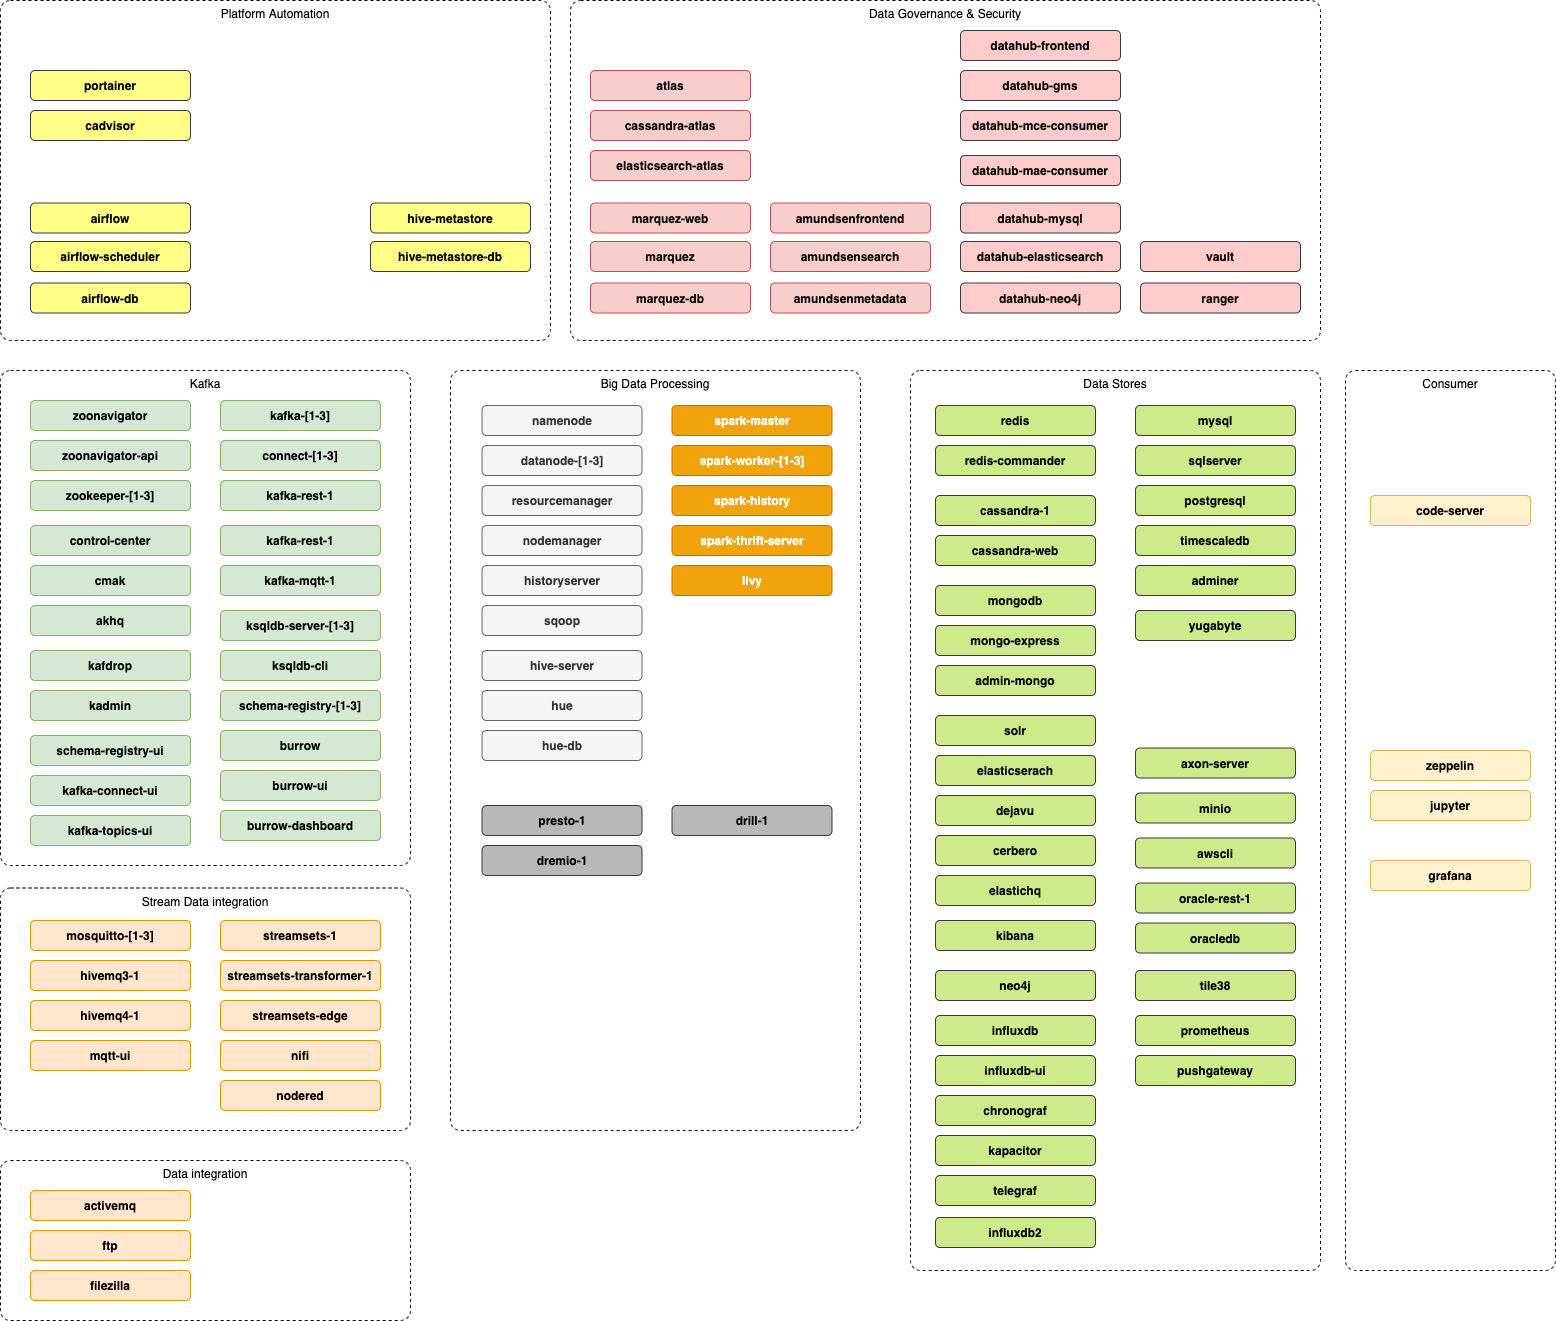 Platform Automation
portainer
cadvisor
airflow
airflow-scheduler
airflow-db
hive-metastore
hive-metastore-db
Data Governance & Security
atlas
cassandra-atlas
elasticsearch-atlas
marquez-web
marquez
marquez-db
amundsenfrontend
amundsensearch
amundsenmetadata
datahub-frontend
datahub-gms
datahub-mce-consumer
datahub-mae-consumer
datahub-mysql
datahub-elasticsearch
datahub-neo4j
vault
ranger
Kafka
zoonavigator
zoonavigator-api
zookeeper-[1-3]
control-center
cmak
akhq
kafdrop
kadmin
schema-registry-ui
kafka-connect-ui
kafka-topics-ui
kafka-[1-3]
connect-[1-3]
kafka-rest-1
kafka-rest-1
kafka-mqtt-1
ksqldb-server-[1-3]
ksqldb-cli
schema-registry-[1-3]
burrow
burrow-ui
burrow-dashboard
Big Data Processing
namenode
datanode-[1-3]
resourcemanager
nodemanager
historyserver
sqoop
hive-server
hue
hue-db
presto-1
dremio-1
spark-master
spark-worker-[1-3]
spark-history
spark-thrift-server
livy
drill-1
Data Stores
redis
redis-commander
cassandra-1
cassandra-web
mongodb
mongo-express
admin-mongo
solr
elasticserach
dejavu
cerbero
elastichq
kibana
neo4j
influxdb
influxdb-ui
chronograf
kapacitor
telegraf
influxdb2
mysql
sqlserver
postgresql
timescaledb
adminer
yugabyte
axon-server
minio
awscli
oracle-rest-1
oracledb
tile38
prometheus
pushgateway
Consumer
code-server
zeppelin
jupyter
grafana
Stream Data integration
mosquitto-[1-3]
hivemq3-1
hivemq4-1
mqtt-ui
streamsets-1
streamsets-transformer-1
streamsets-edge
nifi
nodered
Data integration
activemq
ftp
filezilla